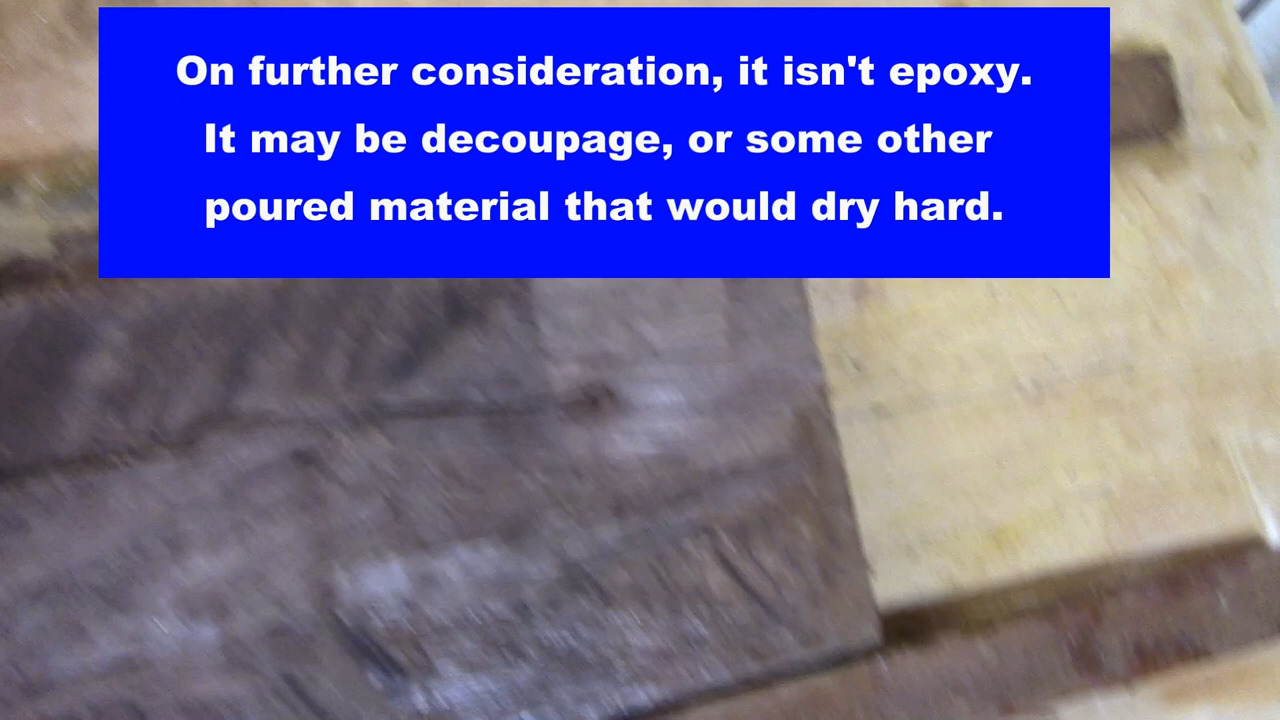 On further consideration, it isn't epoxy.
It may be decoupage, or some other
poured material that would dry hard.